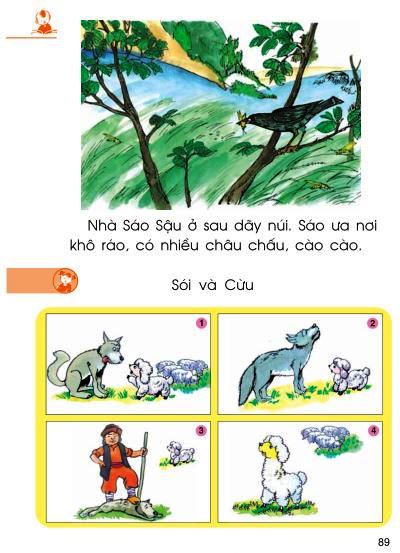 Nhà Sáo Sậu ở sau dãy núi. Sáo ưa nơi
khô ráo, có nhiều châu chấu, cào cào.
Sói và Cừu
1
2
3
4
89